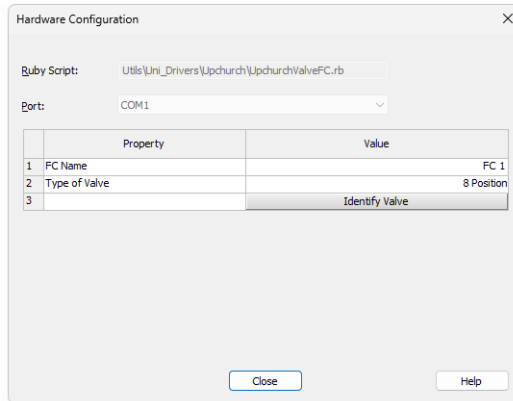 Hardware Configuration
Ruby Script: Utils\Uni_Drivers\Upchurch\UpchurchValveFC.rb
Port: COM1
Property Value
1 FC Name FC 1
2 Type of Valve 8 Position
3 Identify Valve
Close Help